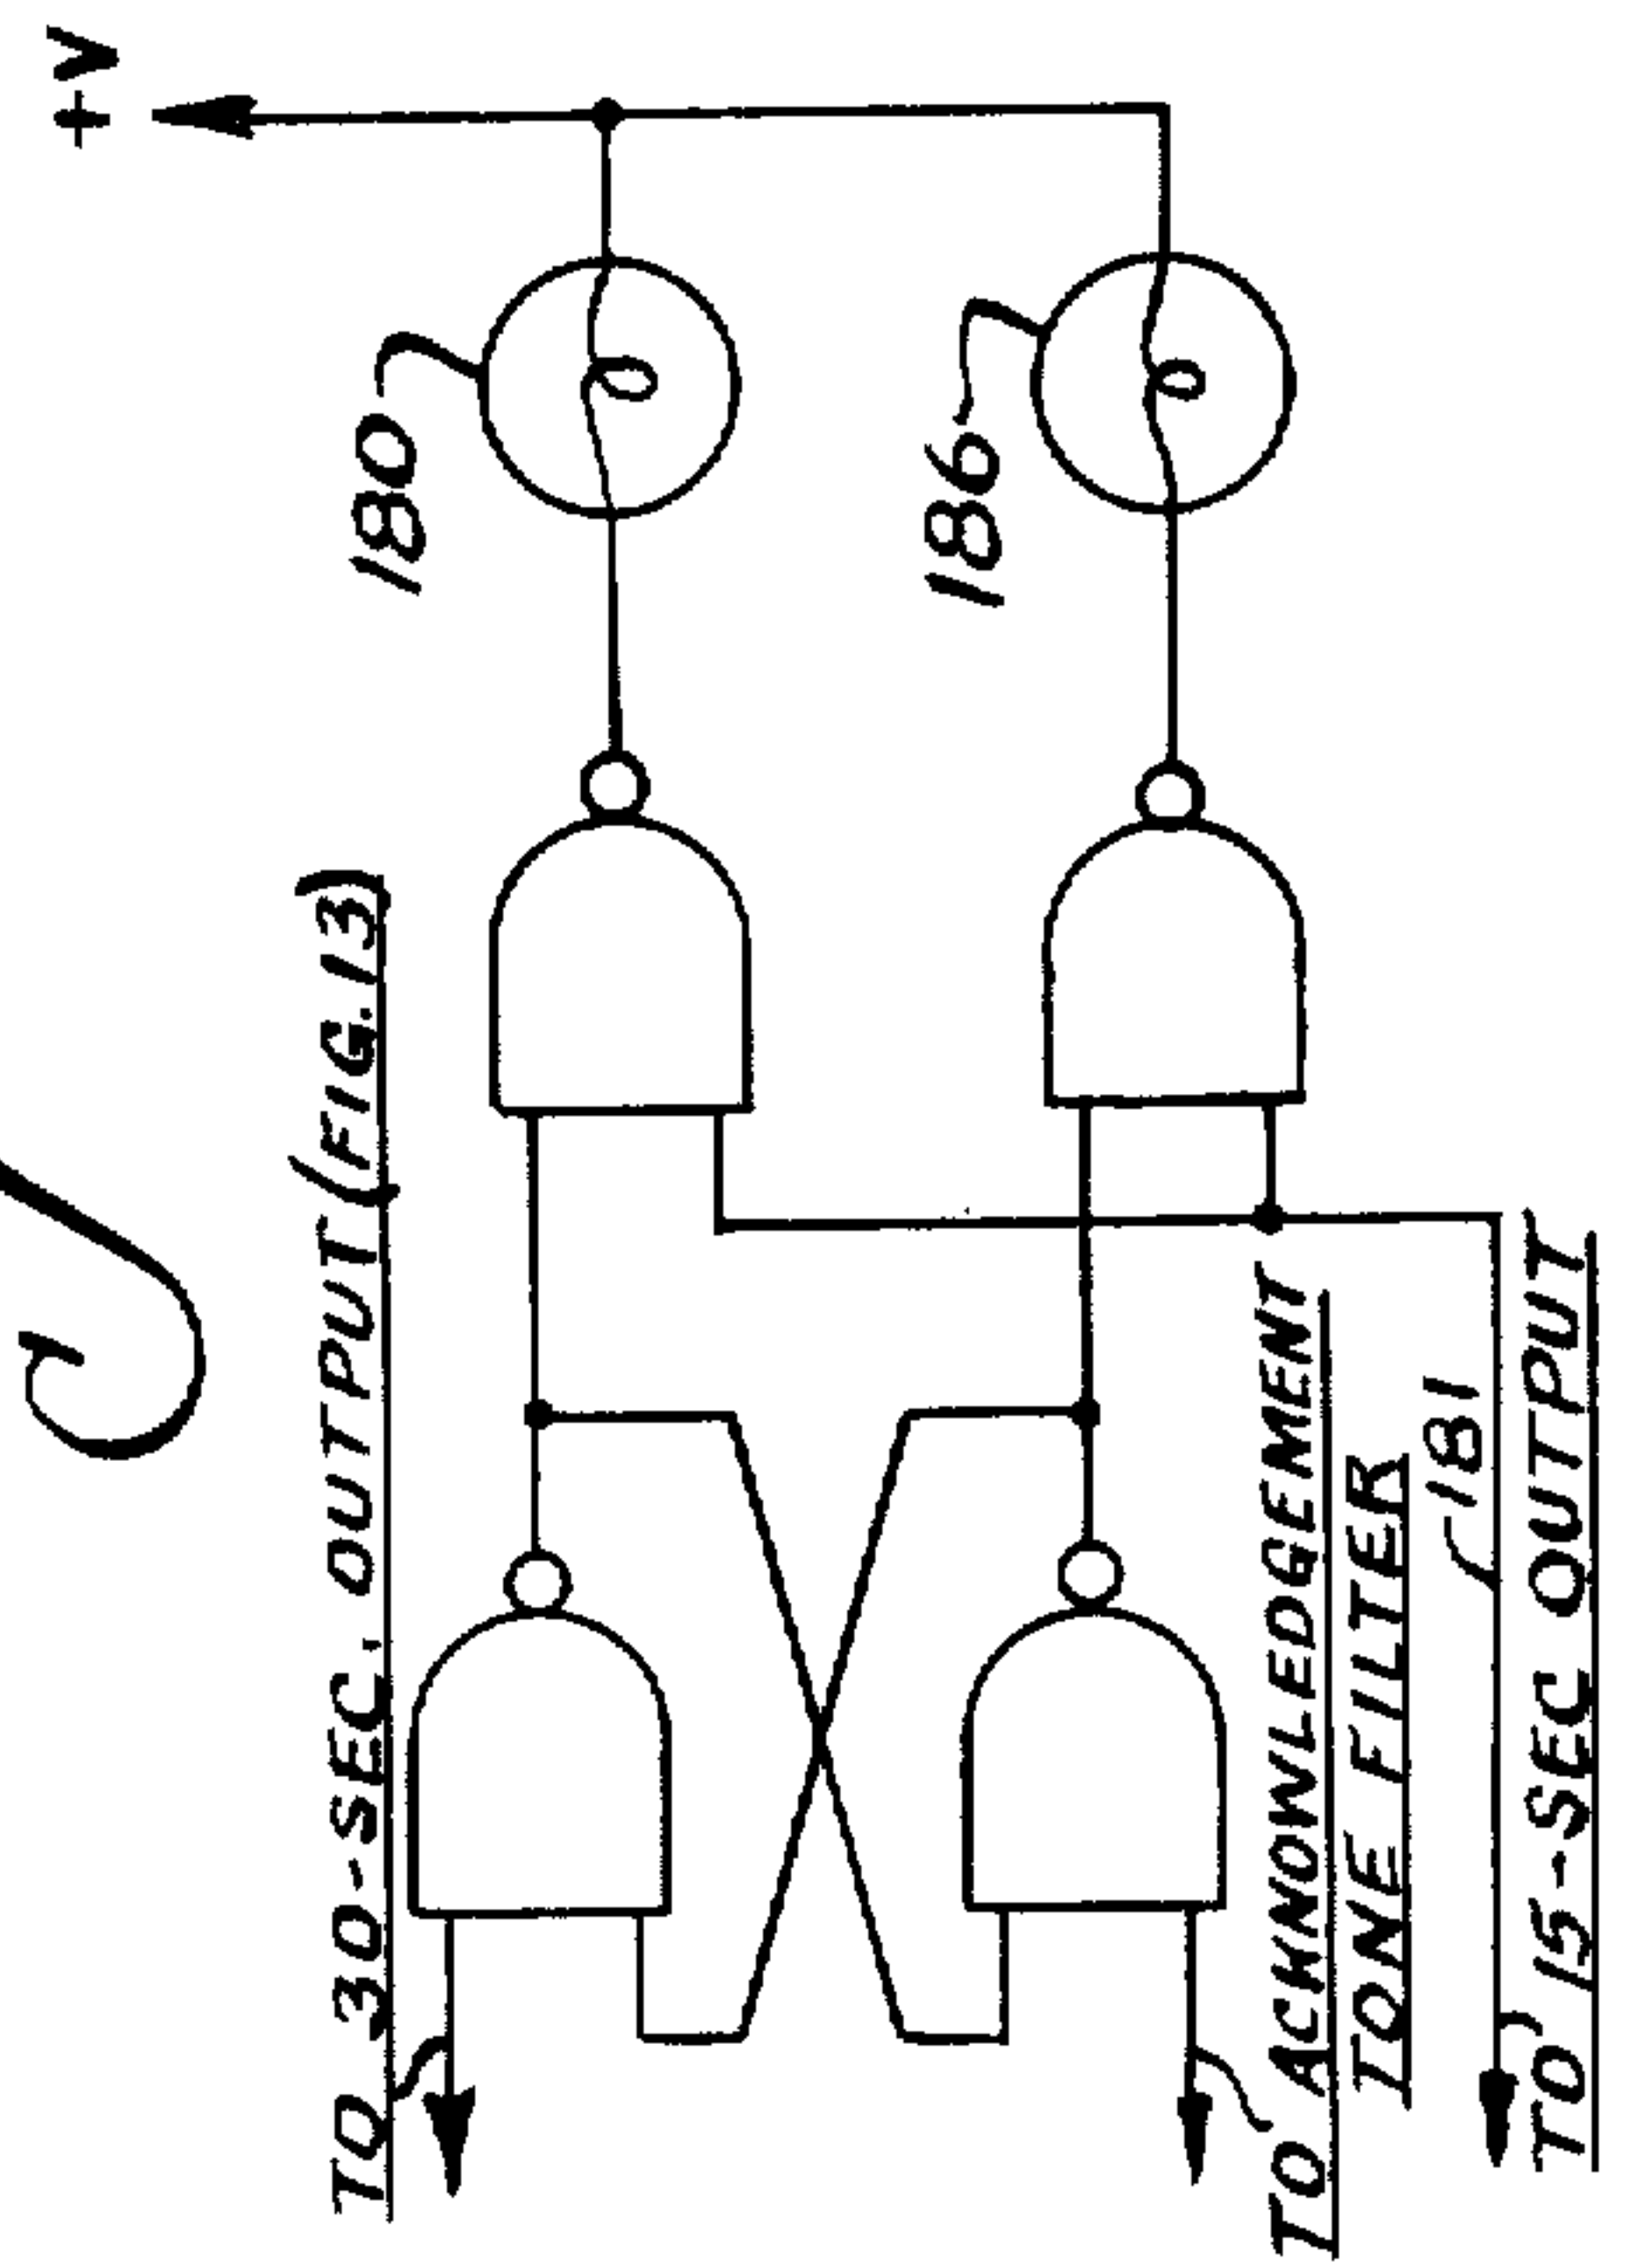 TO 30-SEC. OUTPUT (FIG. 13)
180
+V
186
TO ACKNOWLEDGEMENT
TONE FILTER
181
TO 15-SEC OUTPUT